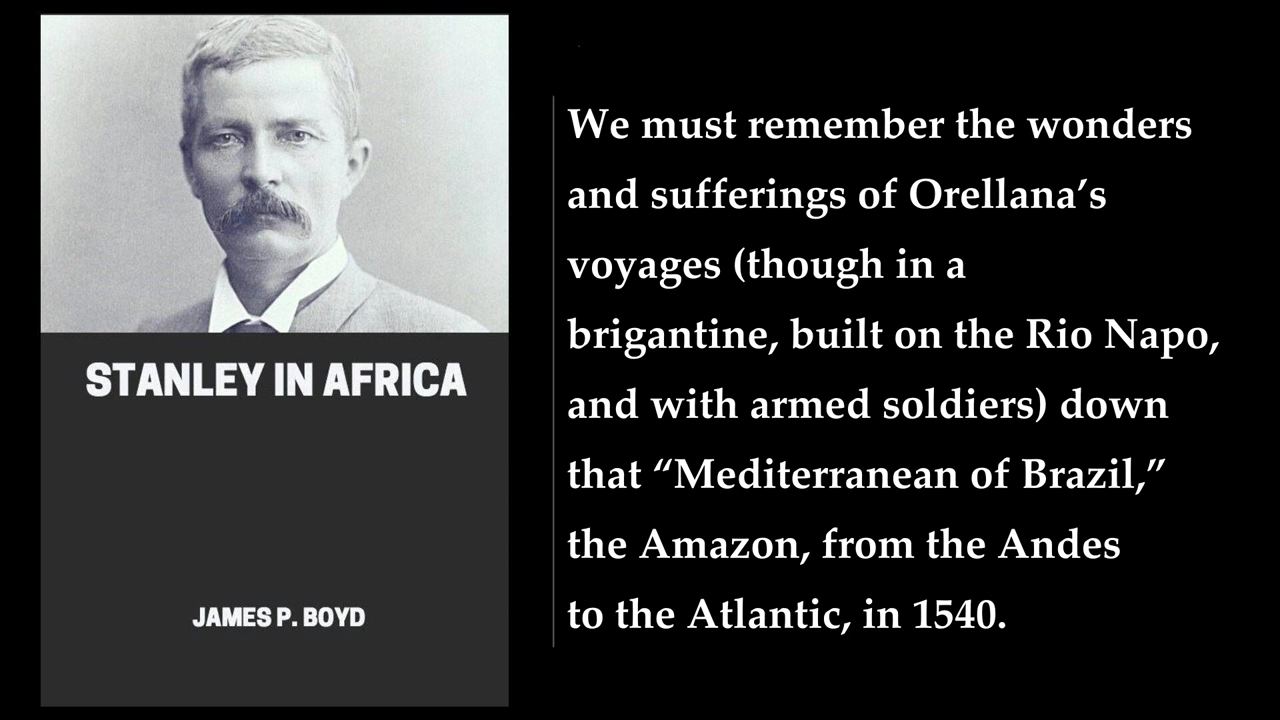 STANLEY IN AFRICA
JAMES P. BOYD
We must remember the wonders
and sufferings of Orellana’s
voyages (though in a
brigantine, built on the Rio Napo,
and with armed soldiers) down
that “Mediterranean of Brazil,”
the Amazon, from the Andes
to the Atlantic, in 1540.